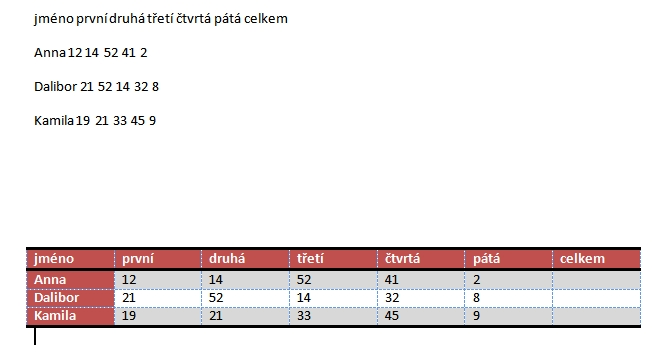 jméno první druhá třetí čtvrtá pátá celkem
Anna 12 14 52 41 2
Dalibor 21 52 14 32 8
Kamila 19 21 33 45 9
jméno první druhá třetí čtvrtá pátá celkem
Anna 12 14 52 41 2
Dalibor 21 52 14 32 8
Kamila 19 21 33 45 9